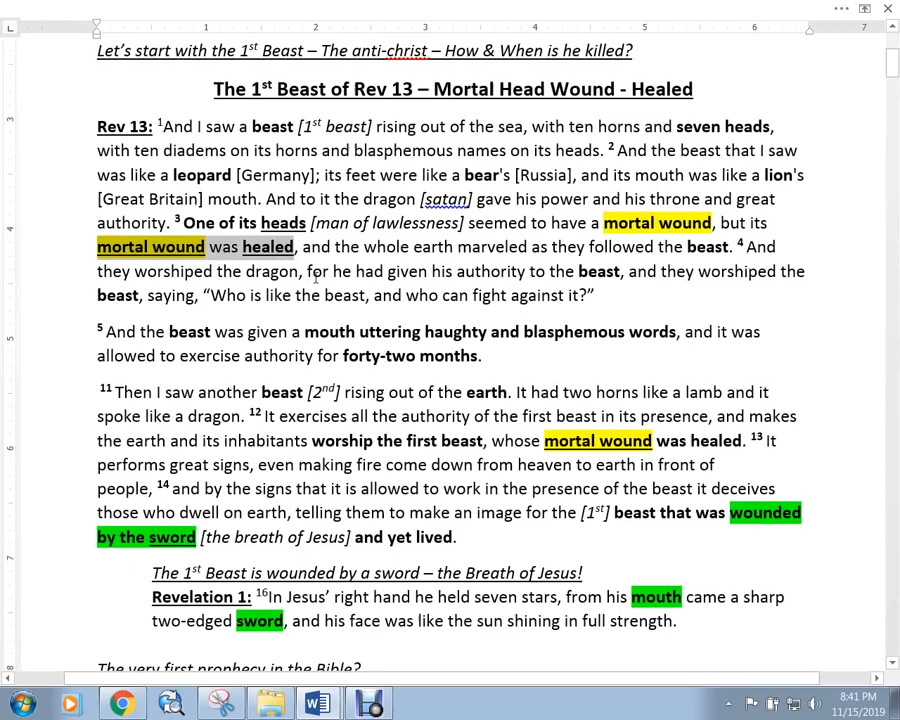 1 2 3 4 5 6 7
Let’s start with the 1st Beast – The anti-christ – How & When is he killed?
The 1st Beast of Rev 13 – Mortal Head Wound - Healed
Rev 13: 1And I saw a beast [1st beast] rising out of the sea, with ten horns and seven heads,
with ten diadems on its horns and blasphemous names on its heads. 2 And the beast that I saw
was like a leopard [Germany]; its feet were like a bear's [Russia], and its mouth was like a lion's
[Great Britain] mouth. And to it the dragon [satan] gave his power and his throne and great
authority. 3 One of its heads [man of lawlessness] seemed to have a mortal wound, but its
mortal wound was healed, and the whole earth marveled as they followed the beast. 4 And
they worshiped the dragon, for he had given his authority to the beast, and they worshiped the
beast, saying, “Who is like the beast, and who can fight against it?”
5 And the beast was given a mouth uttering haughty and blasphemous words, and it was
allowed to exercise authority for forty-two months.
11 Then I saw another beast [2nd] rising out of the earth. It had two horns like a lamb and it
spoke like a dragon. 12 It exercises all the authority of the first beast in its presence, and makes
the earth and its inhabitants worship the first beast, whose mortal wound was healed. 13 It
performs great signs, even making fire come down from heaven to earth in front of
people, 14 and by the signs that it is allowed to work in the presence of the beast it deceives
those who dwell on earth, telling them to make an image for the [1st] beast that was wounded
by the sword [the breath of Jesus] and yet lived.
The 1st Beast is wounded by a sword – the Breath of Jesus!
Revelation 1: 16In Jesus’ right hand he held seven stars, from his mouth came a sharp
two-edged sword, and his face was like the sun shining in full strength.
The very first prophecy in the Bible?
3
4
5
6
7
8
8:41 PM
11/15/2019